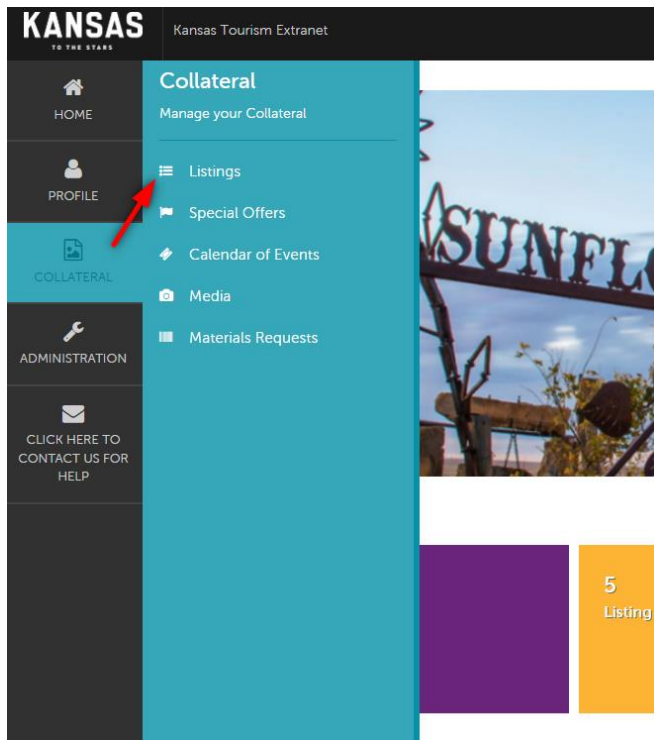 KANSAS
TO THE STARS
Kansas Tourism Extranet
HOME
PROFILE
COLLATERAL
ADMINISTRATION
CLICK HERE TO
CONTACT US FOR
HELP
Collateral
Manage your Collateral
Listings
Special Offers
Calendar of Events
Media
Materials Requests
SUNFLO
5
Listing